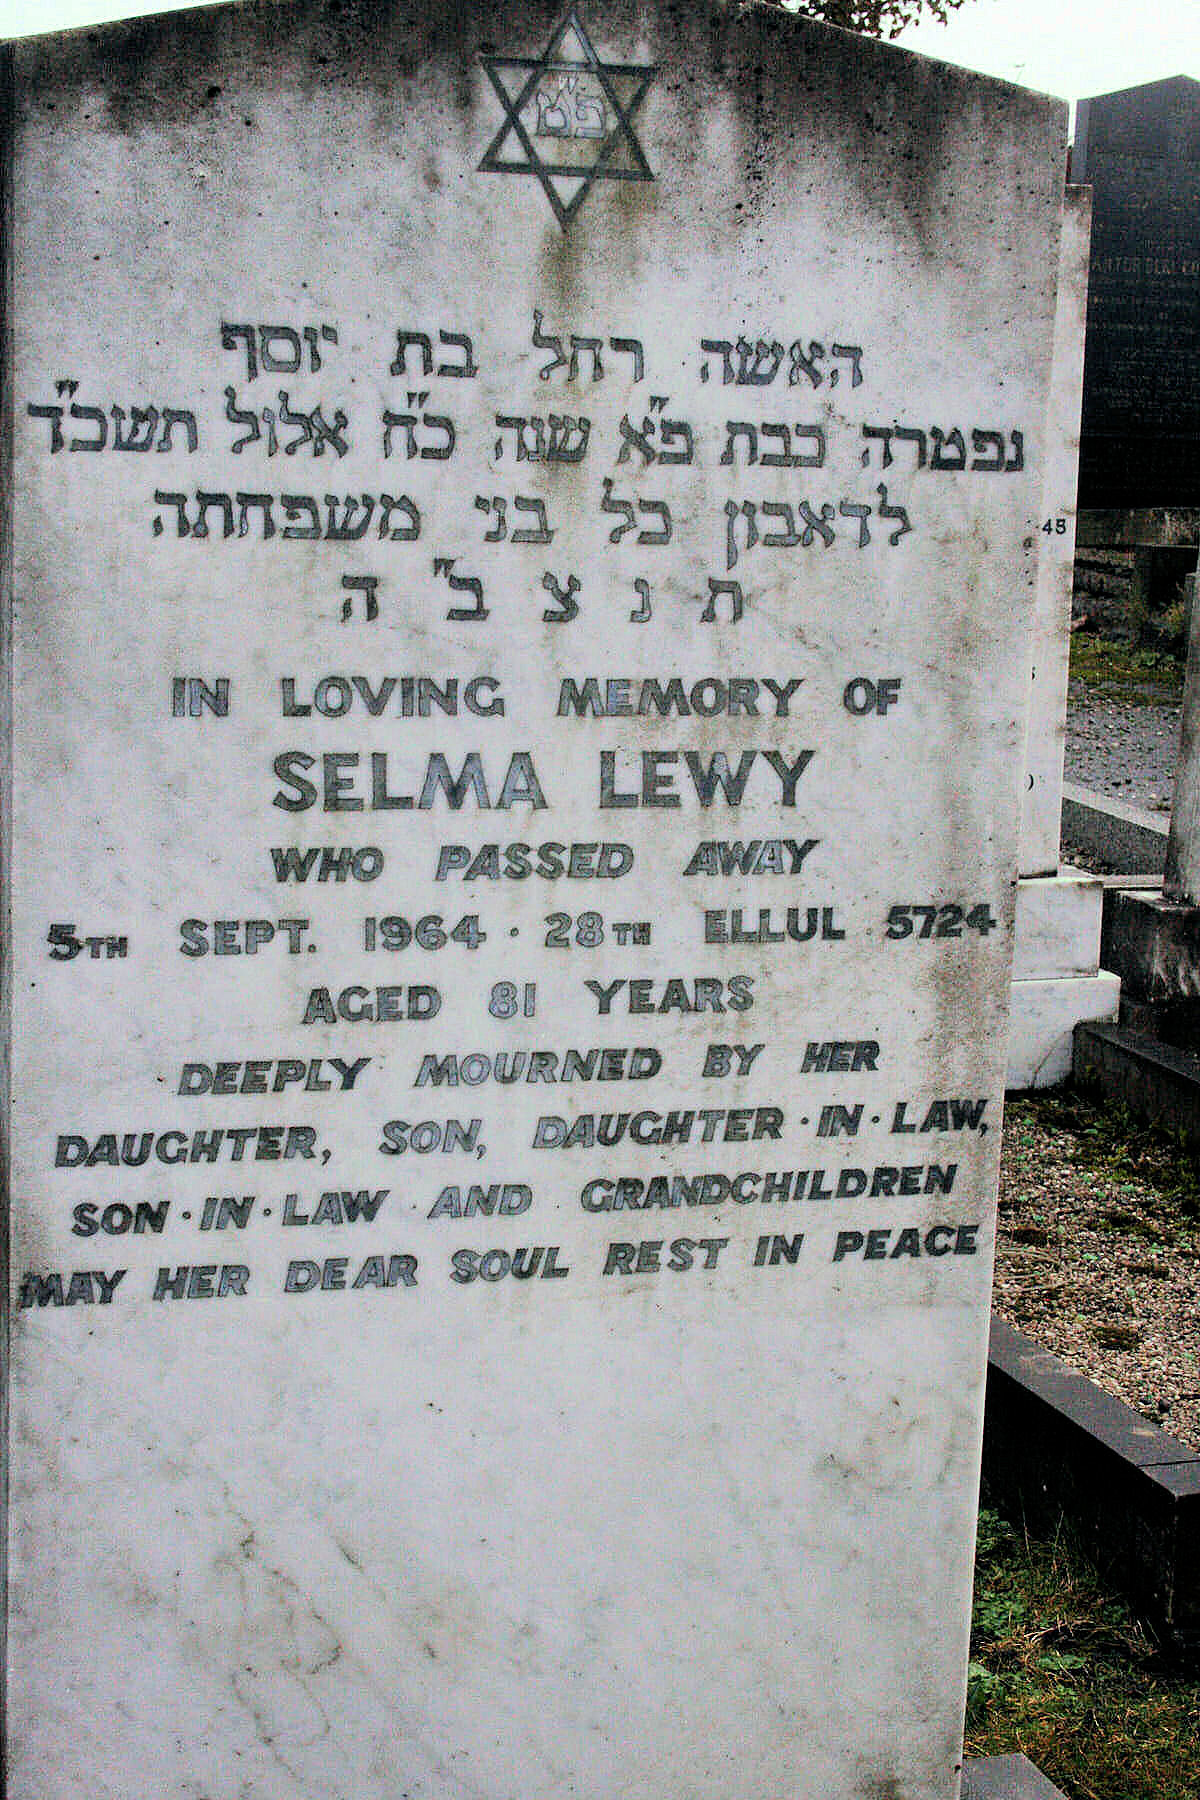 פ"ט
האשה רחל בת יוסף
נפטרה כבת פ"א שנה כ"ח אלול תשכ"ד
לדאבון כל בני משפחתה
ת נ צ ב" ה
IN LOVING MEMORY OF
SELMA LEWY
WHO PASSED AWAY
5TH SEPT. 1964 · 28TH ELLUL 5724
AGED 81 YEARS
DEEPLY MOURNED BY HER
DAUGHTER, SON, DAUGHTER·IN·LAW,
SON·IN·LAW AND GRANDCHILDREN
MAY HER DEAR SOUL REST IN PEACE
45